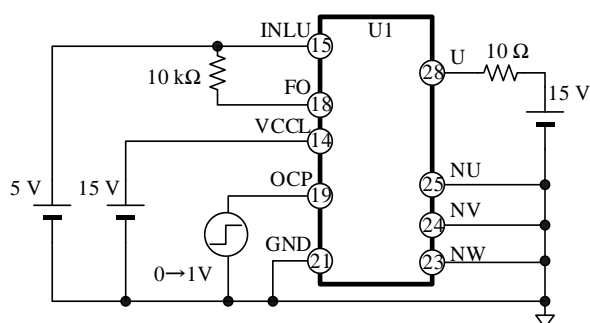 INLU
15
U1
U
28
10 Ω
15 V
10 kΩ
FO
18
VCCL
14
5 V
15 V
OCP
19
NU
25
NV
24
GND
21
NW
23
0→1V